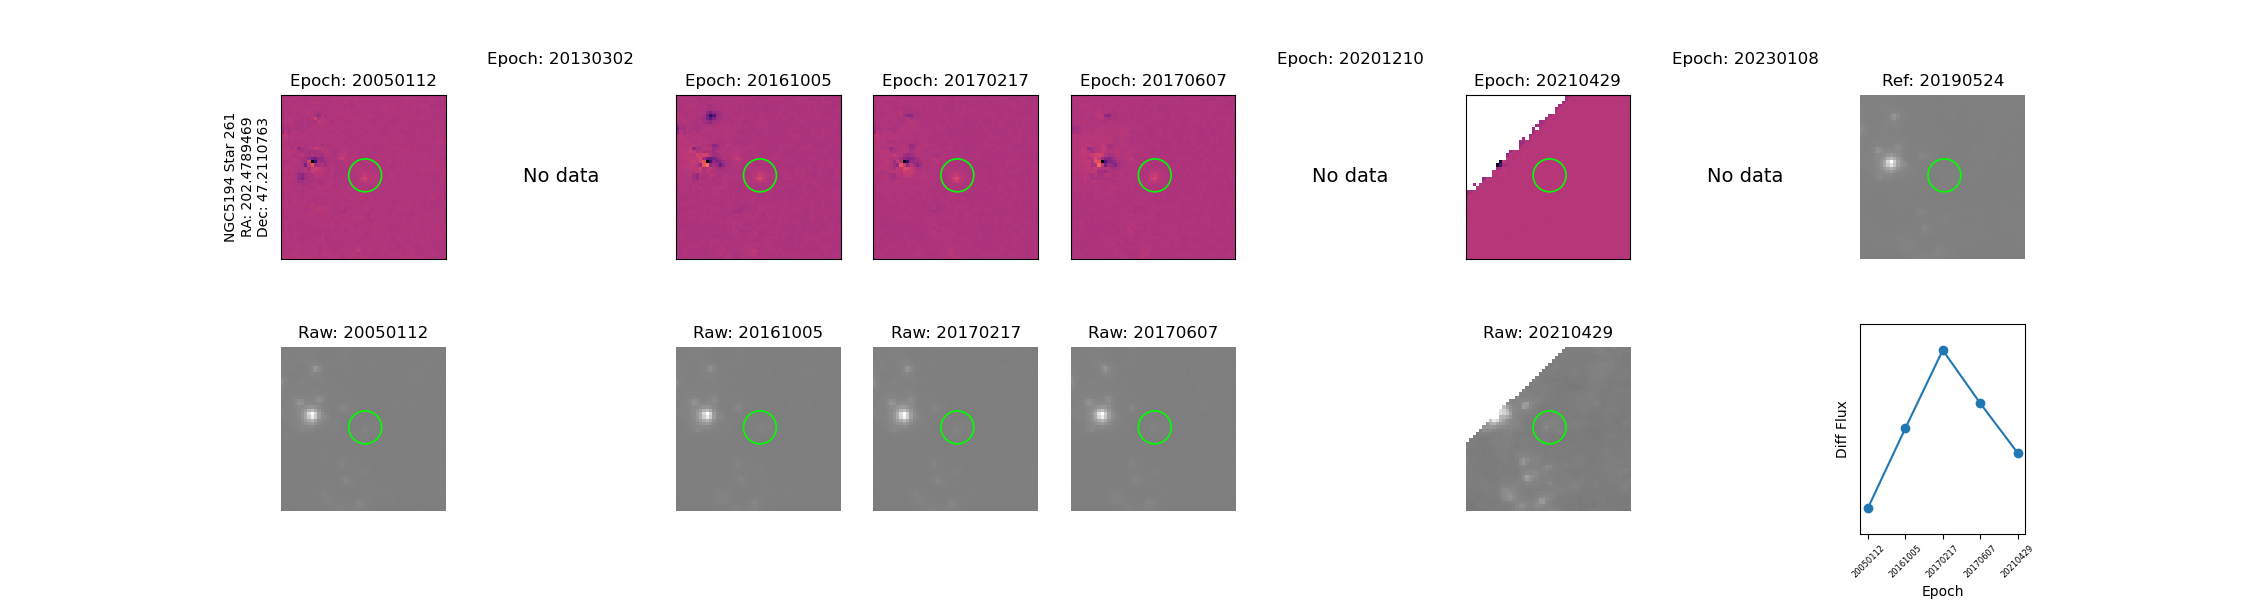 NGC5194 Star 261
RA: 202.4789469
Dec: 47.2110763
Epoch: 20050112
Epoch: 20130302
No data
Epoch: 20161005
Epoch: 20170217
Epoch: 20170607
Epoch: 20201210
No data
Epoch: 20210429
Epoch: 20230108
No data
Ref: 20190524
Raw: 20050112
Raw: 20161005
Raw: 20170217
Raw: 20170607
Raw: 20210429
Diff Flux
20050112
20161005
20170217
20170607
20210429
Epoch